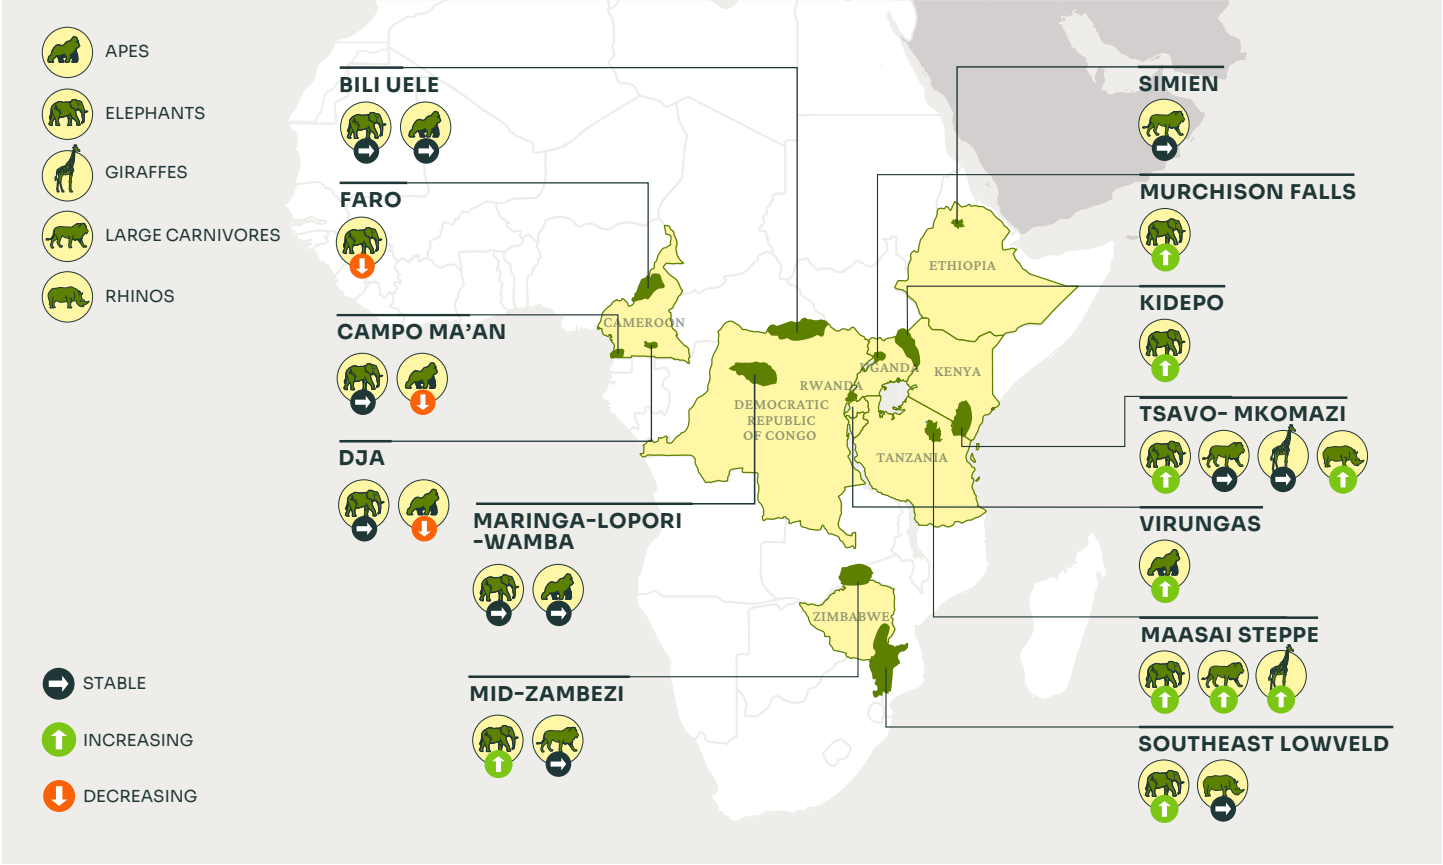 APES
ELEPHANTS
GIRAFFES
LARGE CARNIVORES
RHINOS
STABLE
INCREASING
DECREASING
BILI UELE
FARO
CAMPO MA’AN
DJA
MARINGA-LOPORI
-WAMBA
MID-ZAMBEZI
CAMEROON
ETHIOPIA
UGANDA
KENYA
RWANDA
DEMOCRATIC
REPUBLIC
OF CONGO
TANZANIA
ZIMBABWE
SIMIEN
MURCHISON FALLS
KIDEPO
TSAVO- MKOMAZI
VIRUNGAS
MAASAI STEPPE
SOUTHEAST LOWVELD